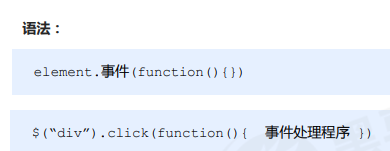 语法：
element.事件(function(){})
$(“div”).click(function(){  事件处理程序 })